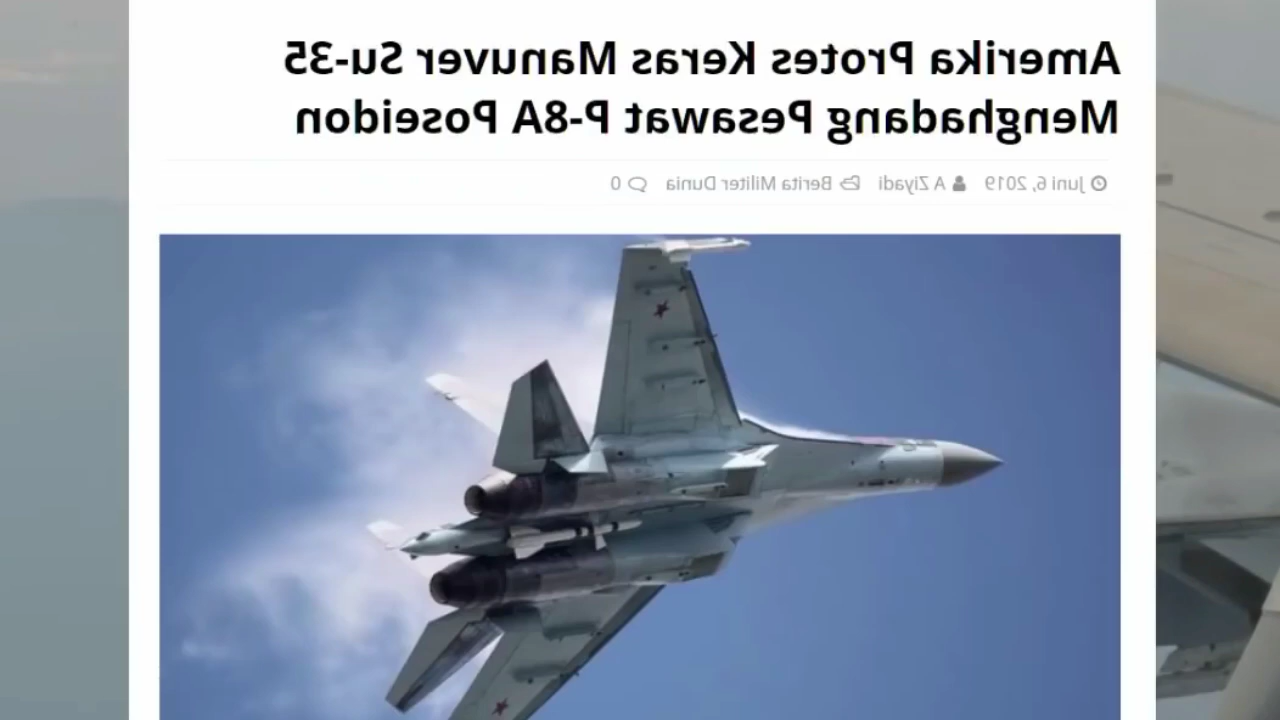 Amerika Protes Keras Manuver Su-35
Menghadang Pesawat P-8A Poseidon
Juni 6, 2019 A Ziyadi Berita Militer Dunia 0